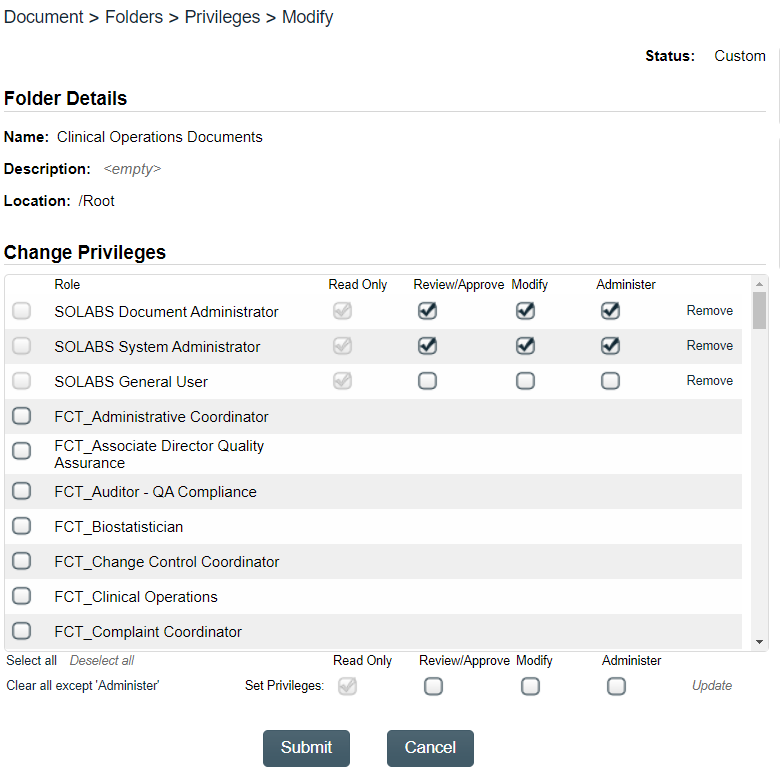 Document > Folders > Privileges > Modify
Status: Custom
Folder Details
Name: Clinical Operations Documents
Description: <empty>
Location: /Root
Change Privileges
Role Read Only Review/Approve Modify Administer
SOLABS Document Administrator Remove
SOLABS System Administrator Remove
SOLABS General User Remove
FCT_Administrative Coordinator
FCT_Associate Director Quality
Assurance
FCT_Auditor - QA Compliance
FCT_Biostatistician
FCT_Change Control Coordinator
FCT_Clinical Operations
FCT_Complaint Coordinator
Select all Deselect all Read Only Review/Approve Modify Administer
Clear all except 'Administer' Set Privileges: Update
Submit Cancel